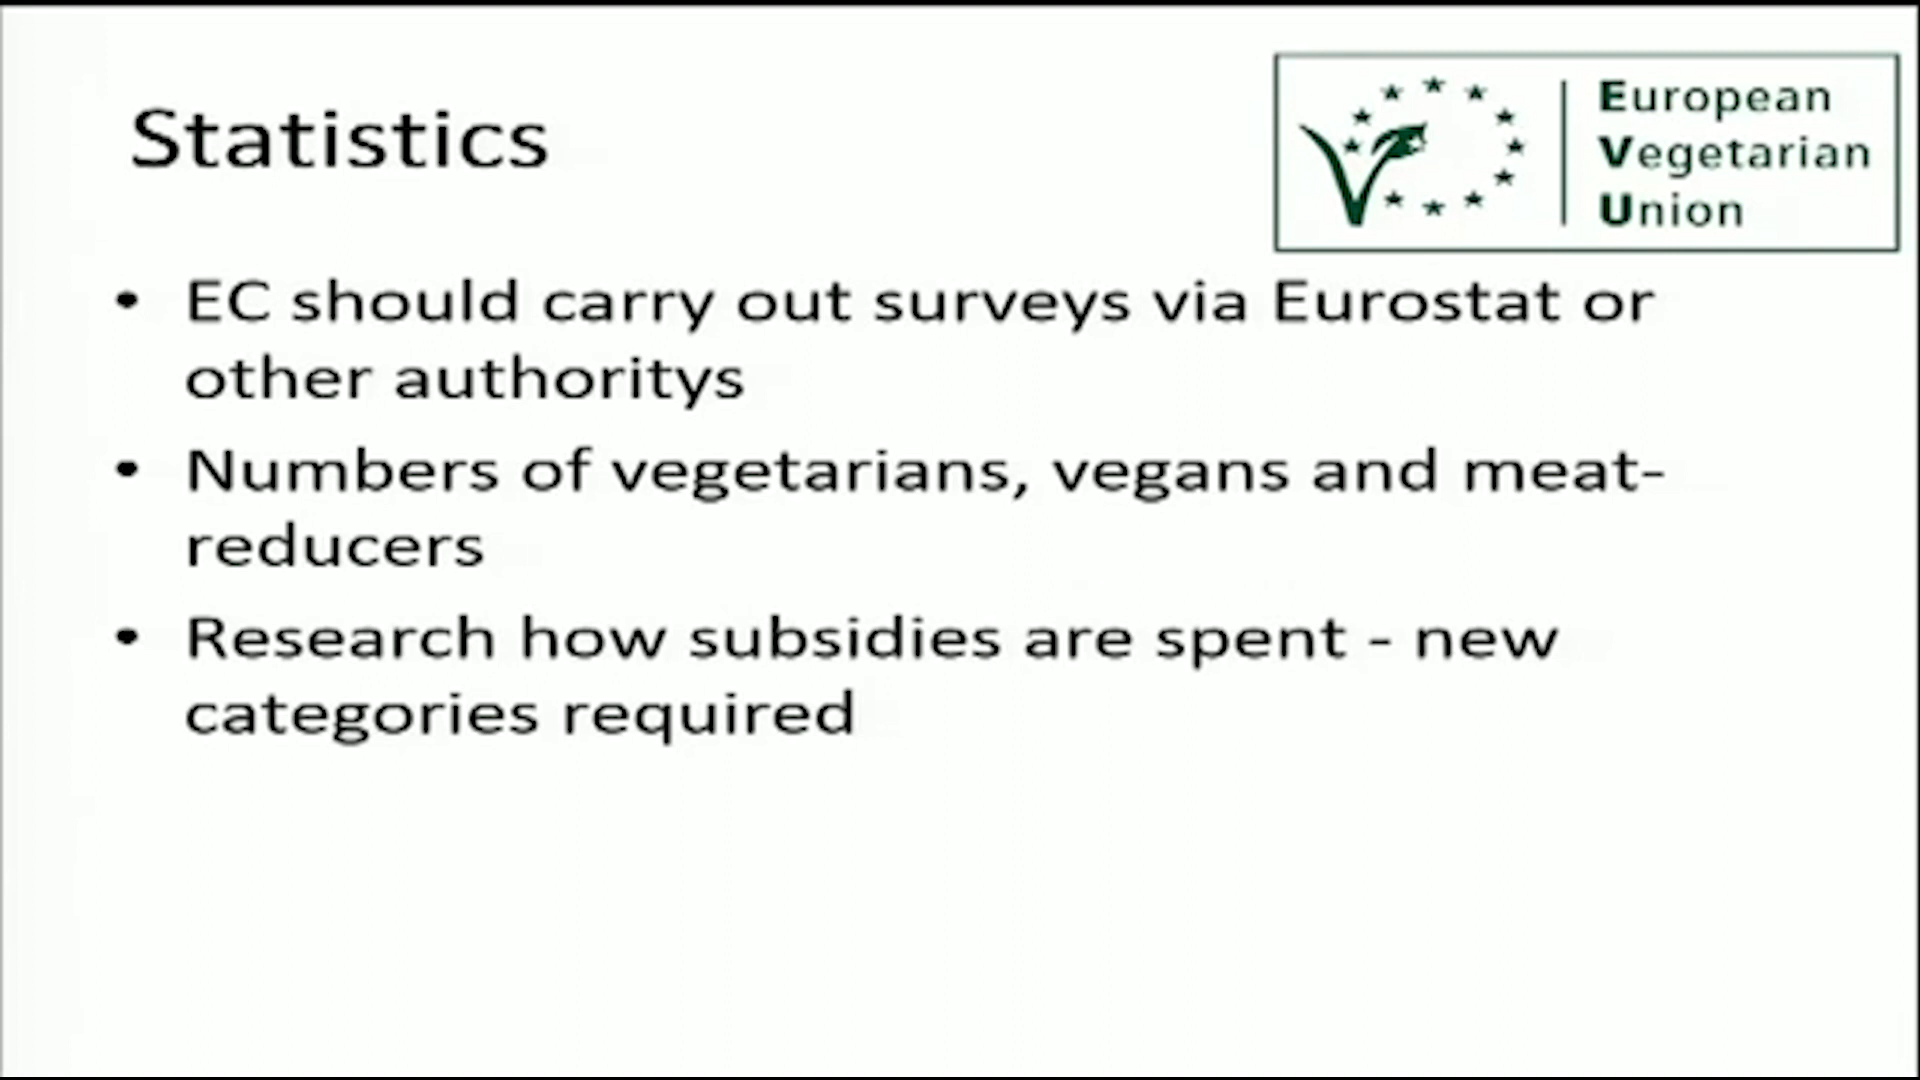 Statistics
European
Vegetarian
Union
• EC should carry out surveys via Eurostat or
other authoritys
• Numbers of vegetarians, vegans and meat-
reducers
• Research how subsidies are spent - new
categories required